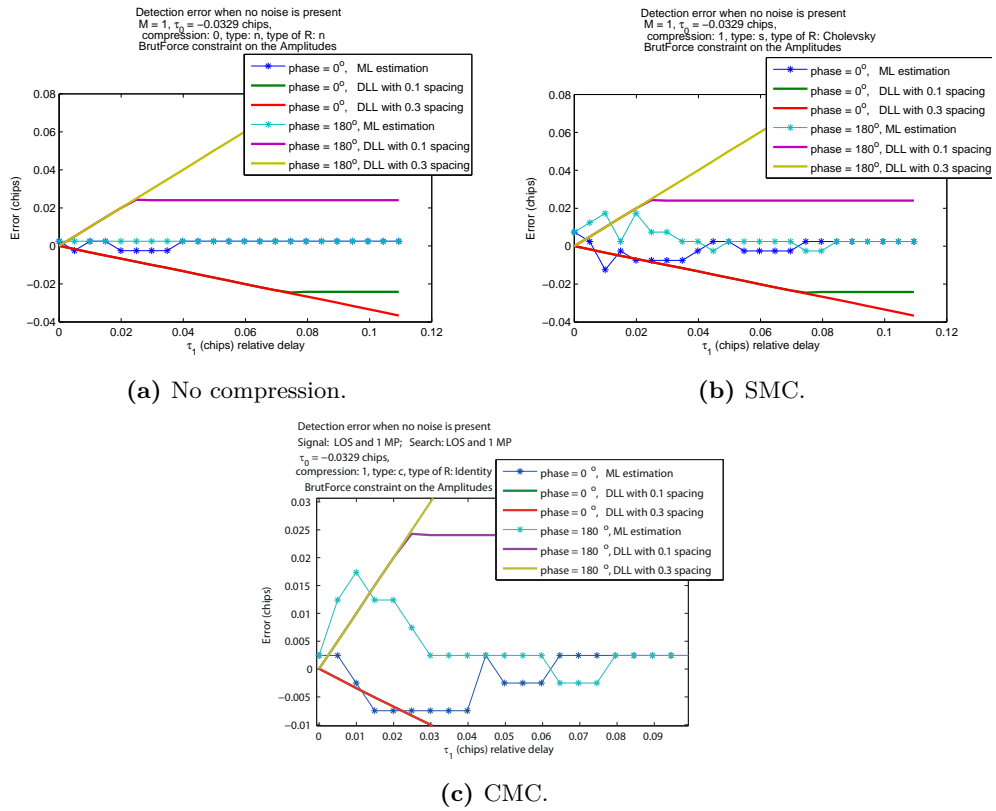 Detection error when no noise is present
M = 1, τ0 = −0.0329 chips,
compression: 0, type: n, type of R: n
BrutForce constraint on the Amplitudes
phase = 0°, ML estimation
phase = 0°, DLL with 0.1 spacing
phase = 0°, DLL with 0.3 spacing
phase = 180°, ML estimation
phase = 180°, DLL with 0.1 spacing
phase = 180°, DLL with 0.3 spacing
0.08
0.06
0.04
0.02
0
−0.02
−0.04
Error (chips)
0 0.02 0.04 0.06 0.08 0.1 0.12
τ1 (chips) relative delay
(a) No compression.
Detection error when no noise is present
M = 1, τ0 = −0.0329 chips,
compression: 1, type: s, type of R: Cholevsky
BrutForce constraint on the Amplitudes
phase = 0°, ML estimation
phase = 0°, DLL with 0.1 spacing
phase = 0°, DLL with 0.3 spacing
phase = 180°, ML estimation
phase = 180°, DLL with 0.1 spacing
phase = 180°, DLL with 0.3 spacing
0.08
0.06
0.04
0.02
0
−0.02
−0.04
Error (chips)
0 0.02 0.04 0.06 0.08 0.1 0.12
τ1 (chips) relative delay
(b) SMC.
Detection error when no noise is present
Signal: LOS and 1 MP; Search: LOS and 1 MP
τ0 = −0.0329 chips,
compression: 1, type: c, type of R: Identity
BrutForce constraint on the Amplitudes
phase = 0 °, ML estimation
phase = 0 °, DLL with 0.1 spacing
phase = 0 °, DLL with 0.3 spacing
phase = 180 °, ML estimation
phase = 180 °, DLL with 0.1 spacing
phase = 180 °, DLL with 0.3 spacing
0.03
0.025
0.02
0.015
0.01
0.005
0
−0.005
−0.01
Error (chips)
0 0.01 0.02 0.03 0.04 0.05 0.06 0.07 0.08 0.09
τ1 (chips) relative delay
(c) CMC.